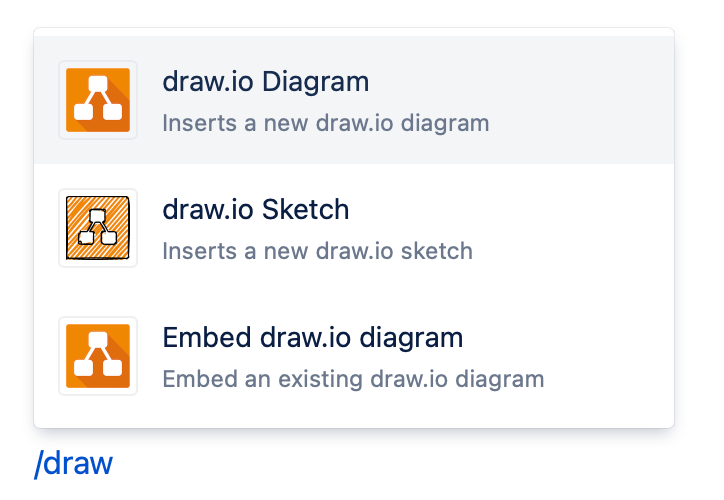 draw.io Diagram
Inserts a new draw.io diagram
draw.io Sketch
Inserts a new draw.io sketch
Embed draw.io diagram
Embed an existing draw.io diagram
/draw